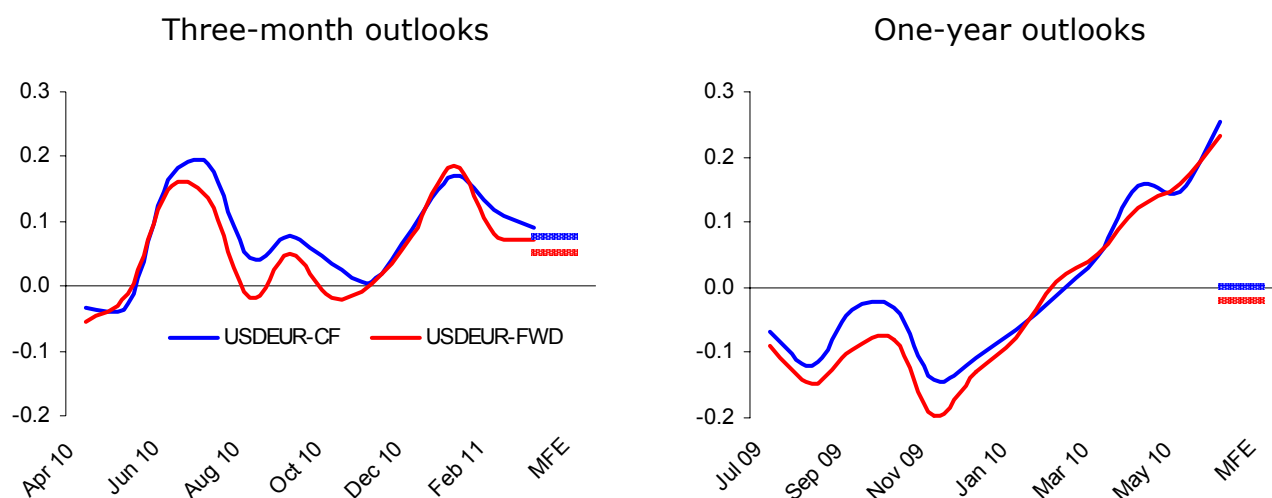 Three-month outlooks
0.3
0.2
0.1
0.0
-0.1
-0.2
USDEUR-CF
USDEUR-FWD
Apr 10
Jun 10
Aug 10
Oct 10
Dec 10
Feb 11
MFE
One-year outlooks
0.3
0.2
0.1
0.0
-0.1
-0.2
Jul 09
Sep 09
Nov 09
Jan 10
Mar 10
May 10
MFE